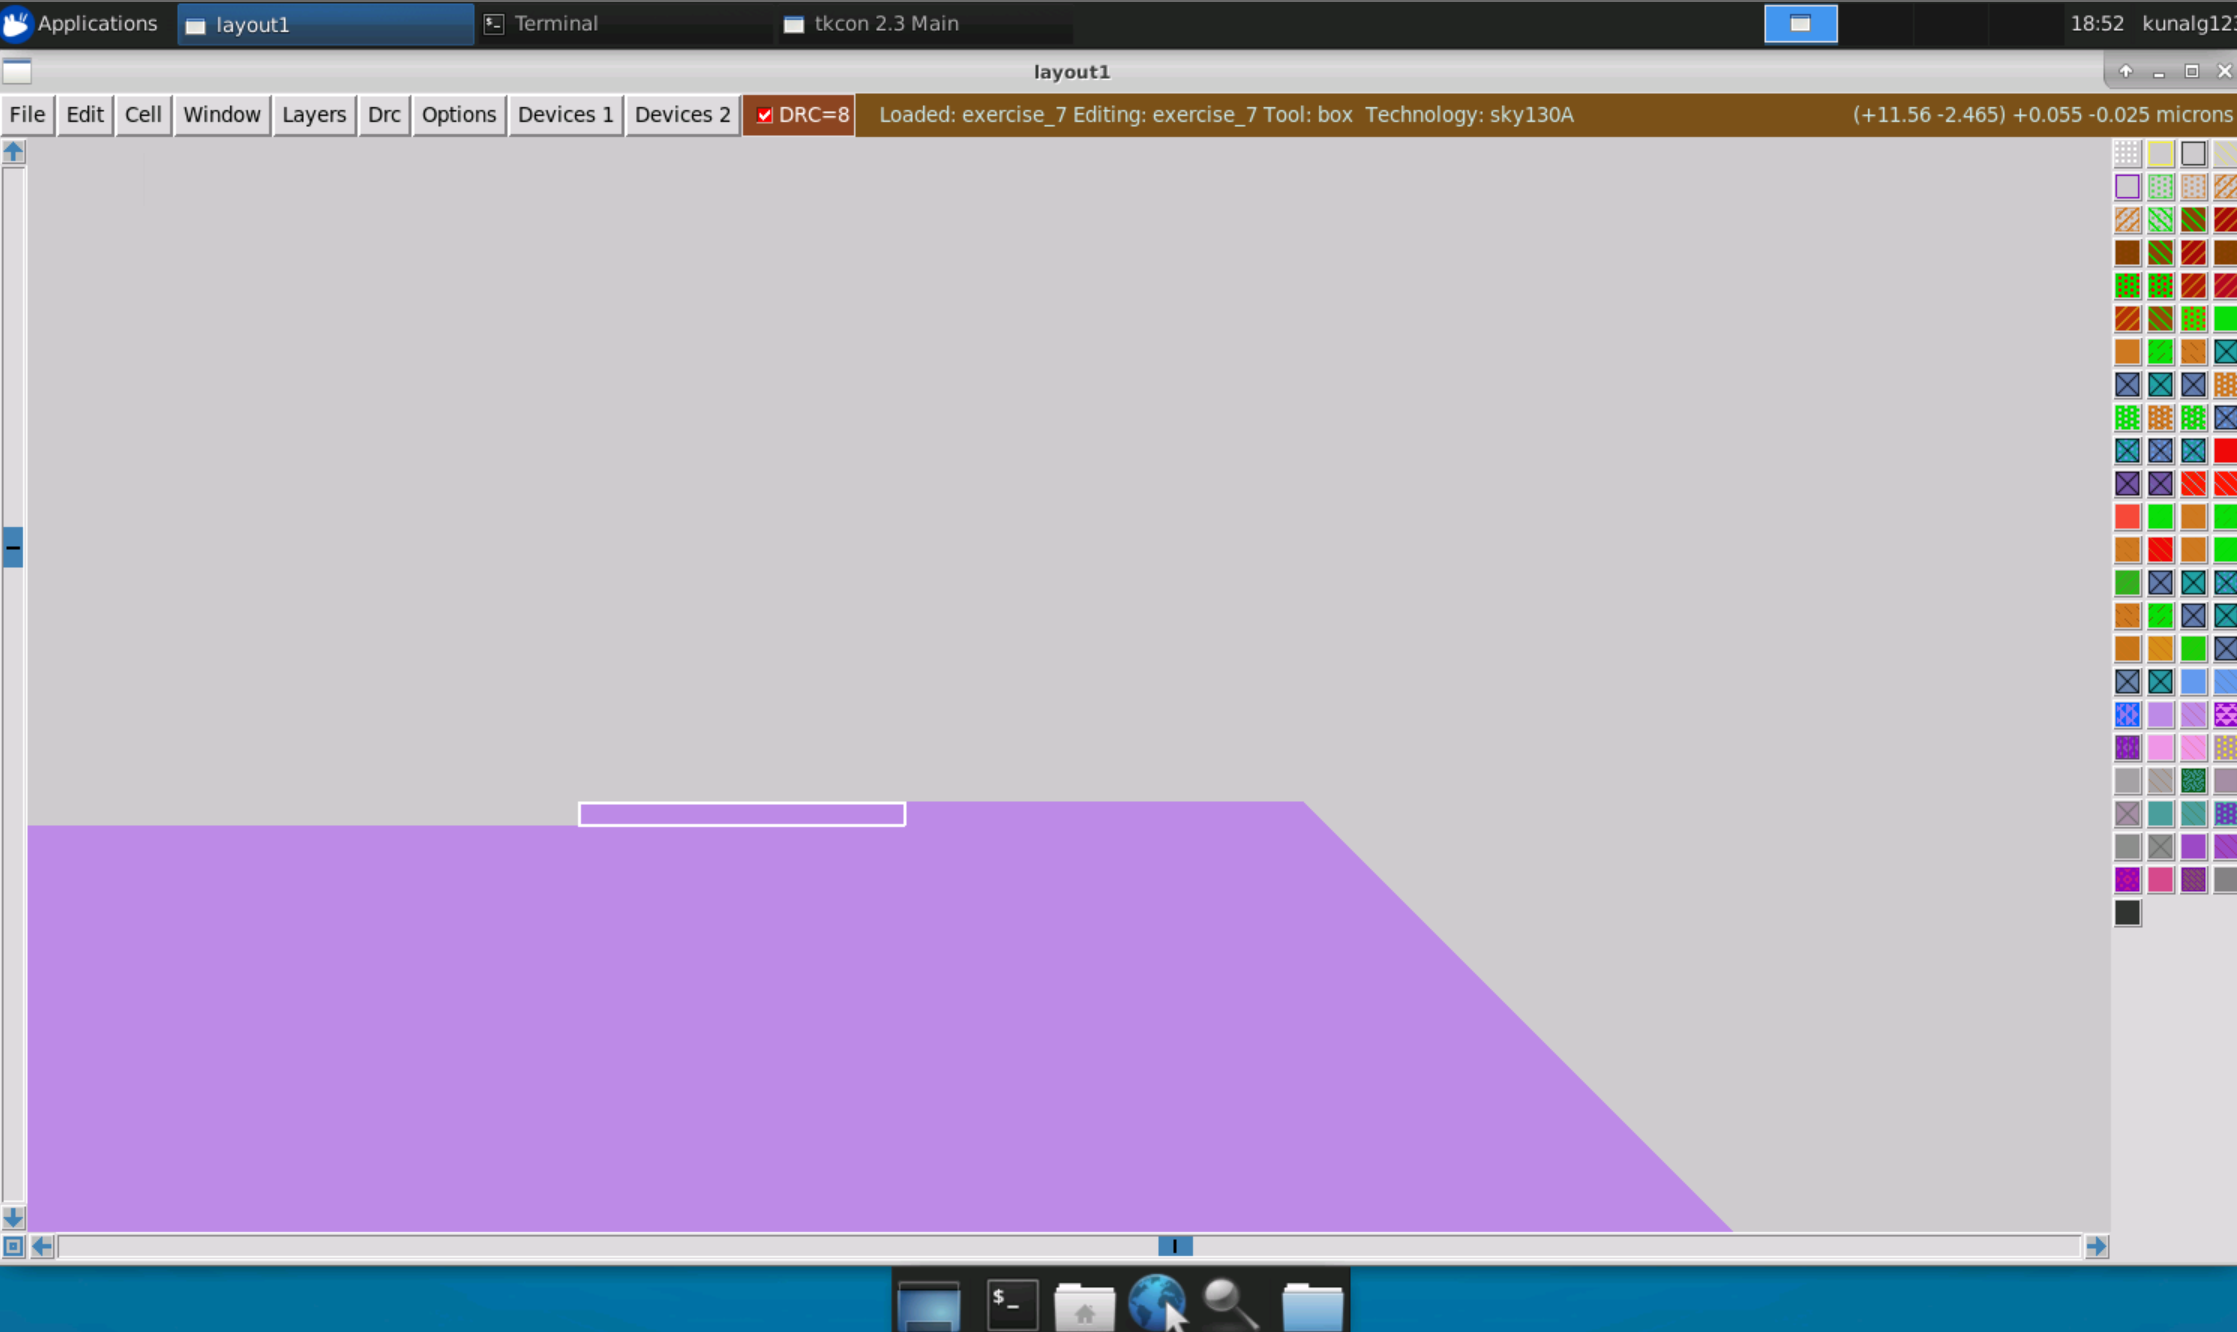 Applications layout1 Terminal tkcon 2.3 Main 18:52 kunalg12
layout1
File Edit Cell Window Layers Drc Options Devices 1 Devices 2 DRC=8 Loaded: exercise_7 Editing: exercise_7 Tool: box Technology: sky130A (+11.56 -2.465) +0.055 -0.025 microns
$_